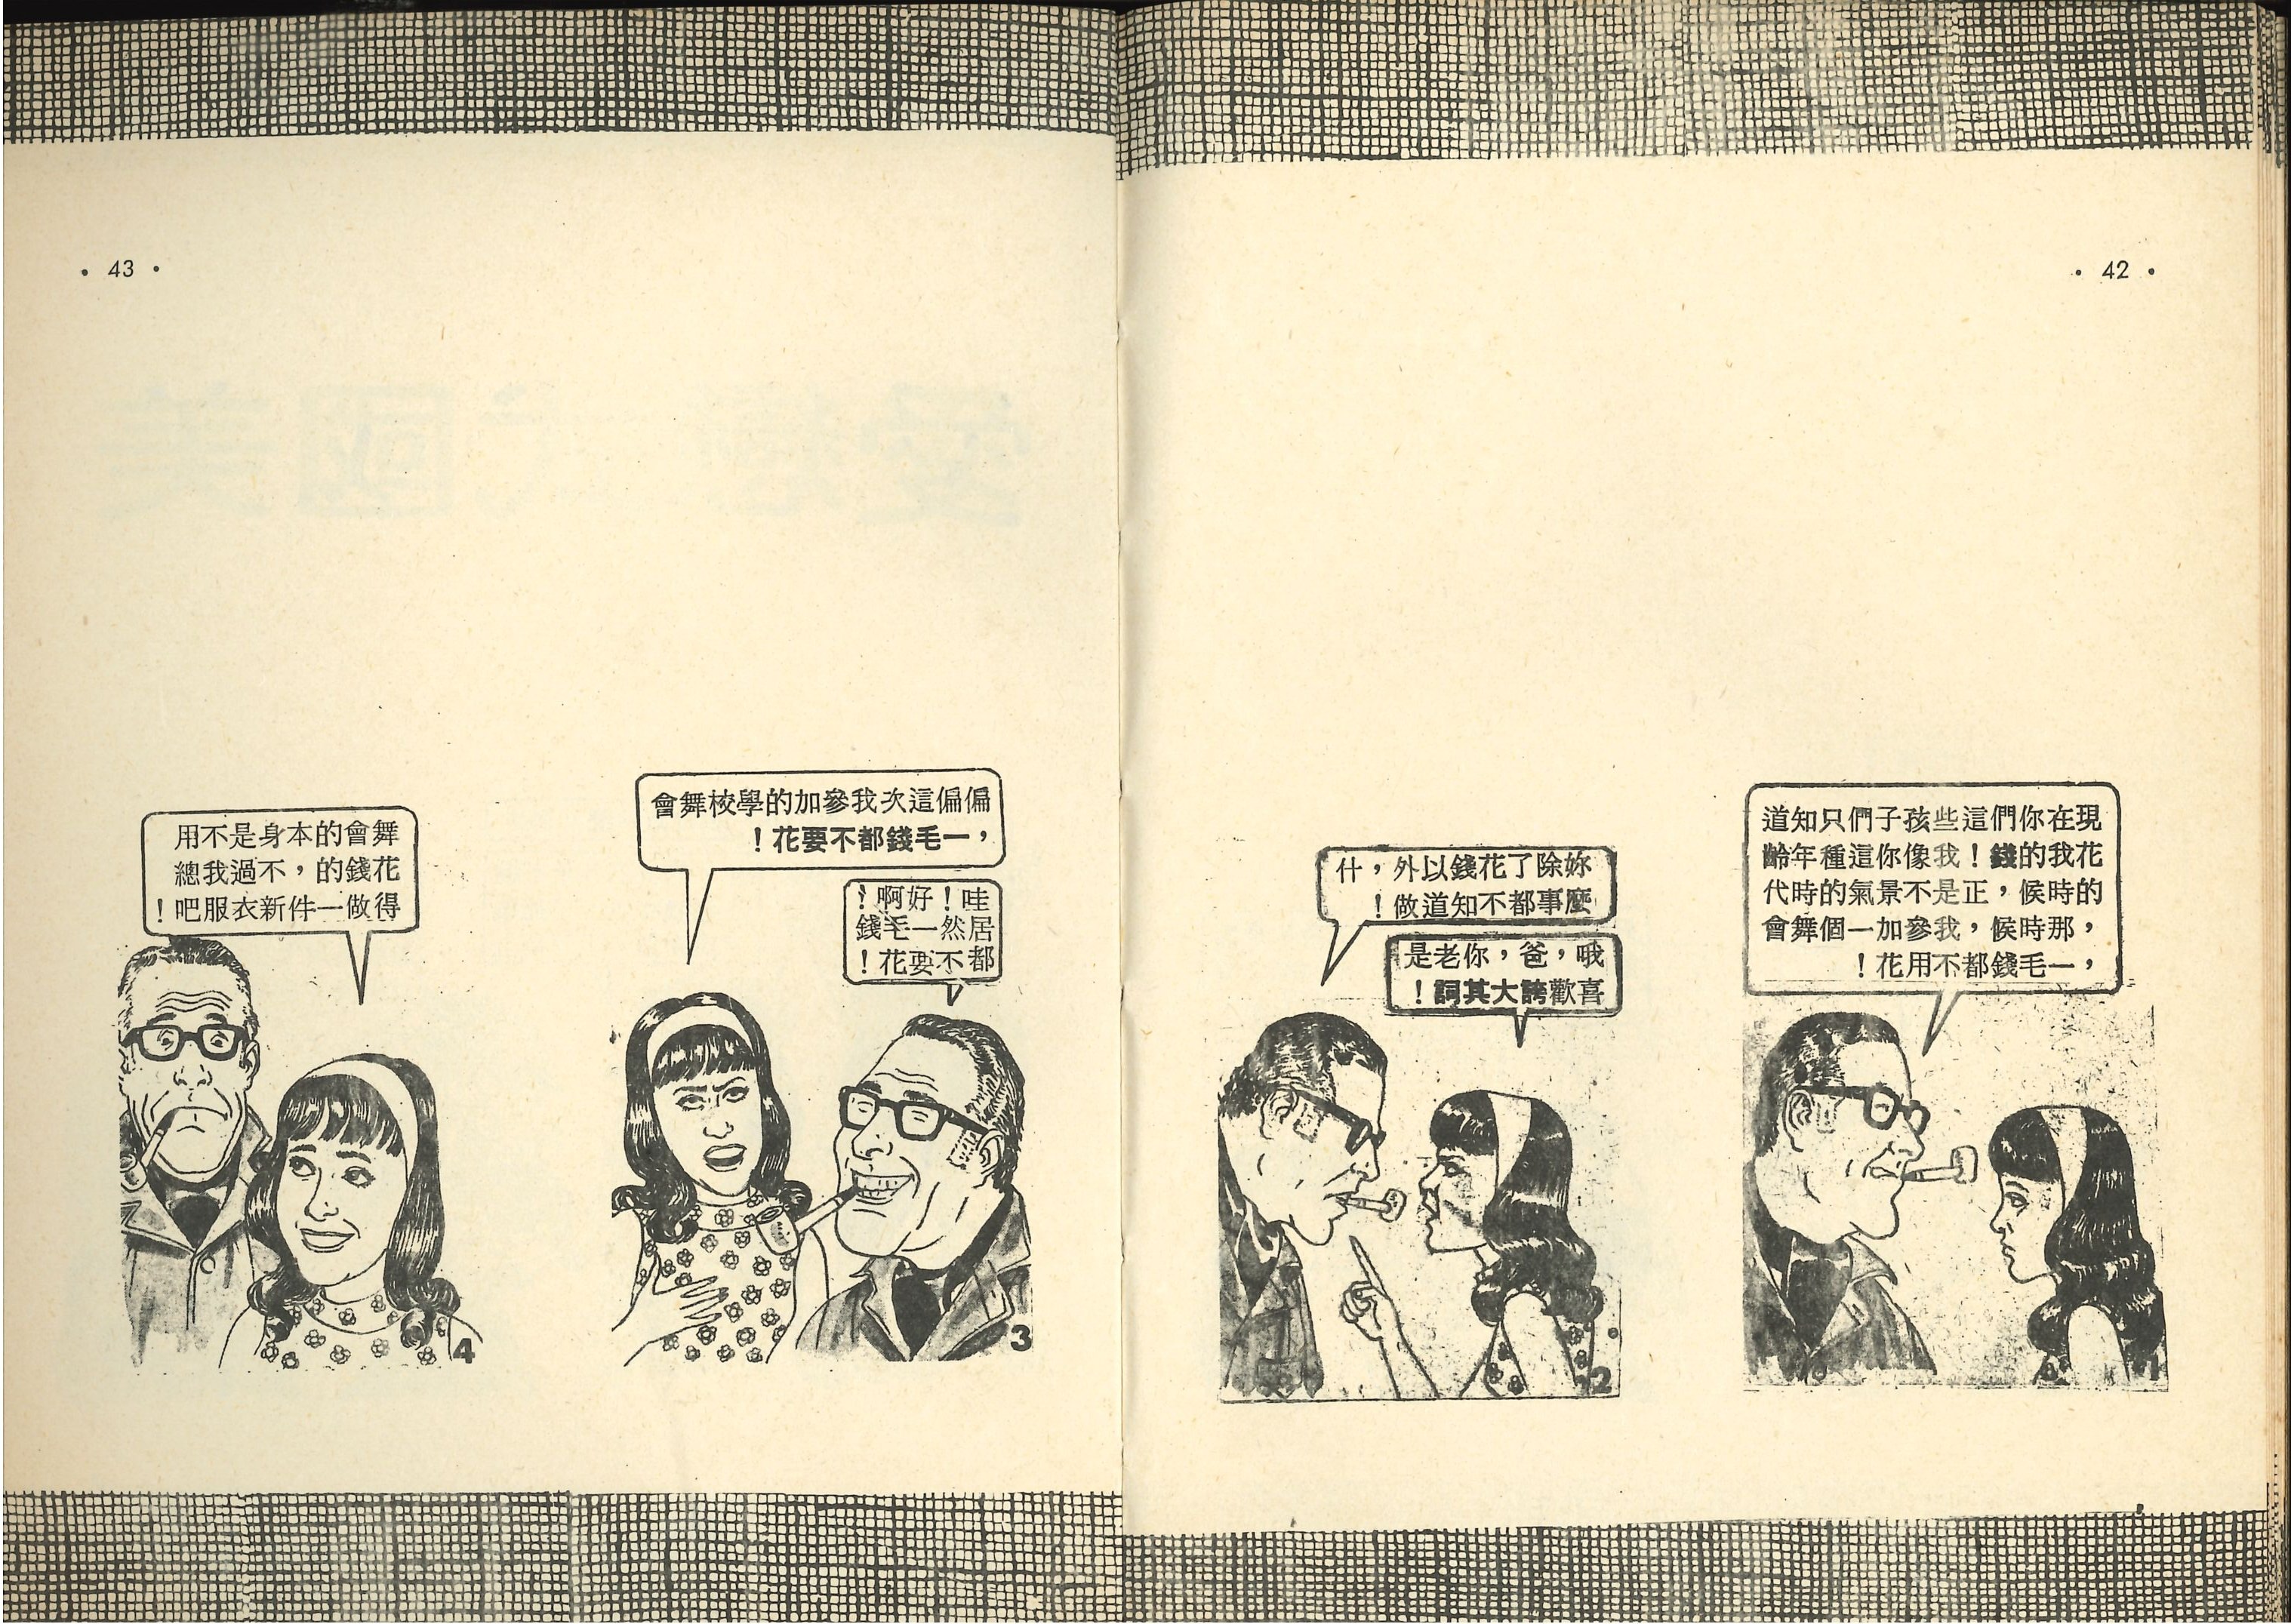 • 42 •
現在你們這些孩子們只知道
花我的錢！我像你這種年齡
的時候，正是不景氣的時代
，那時候，我參加一個舞會
，一毛錢都不用花！
1
妳除了花錢以外，什
麼事都不知道做！
哦，爸，你老是
喜歡誇大其詞！
2
• 43 •
偏偏這次我參加的學校舞會
，一毛錢都不要花！
哇！好啊！
居然一毛錢
都不要花！
3
舞會的本身是不用
花錢的，不過我總
得做一件新衣服吧！
4